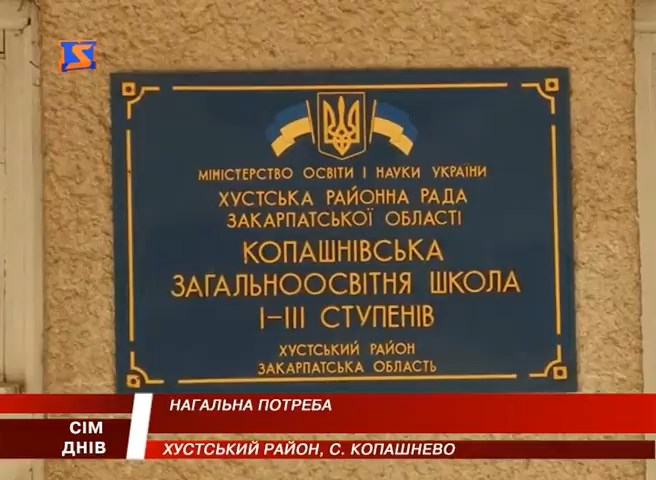 МІНІСТЕРСТВО ОСВІТИ І НАУКИ УКРАЇНИ
ХУСТСЬКА РАЙОННА РАДА
ЗАКАРПАТСЬКОЇ ОБЛАСТІ
КОПАШНІВСЬКА
ЗАГАЛЬНООСВІТНЯ ШКОЛА
І-ІІІ СТУПЕНІВ
ХУСТСЬКИЙ РАЙОН
ЗАКАРПАТСЬКА ОБЛАСТЬ
НАГАЛЬНА ПОТРЕБА
СІМ
ДНІВ
ХУСТСЬКИЙ РАЙОН, С. КОПАШНЕВО